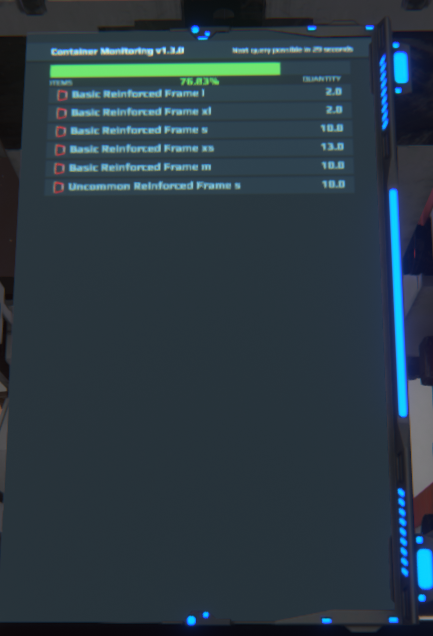 Container Monitoring v1.3.0 Next query possible in 29 seconds
76.83%
ITEMS QUANTITY
Basic Reinforced Frame l 2.0
Basic Reinforced Frame xl 2.0
Basic Reinforced Frame s 10.0
Basic Reinforced Frame xs 13.0
Basic Reinforced Frame m 10.0
Uncommon Reinforced Frame s 10.0